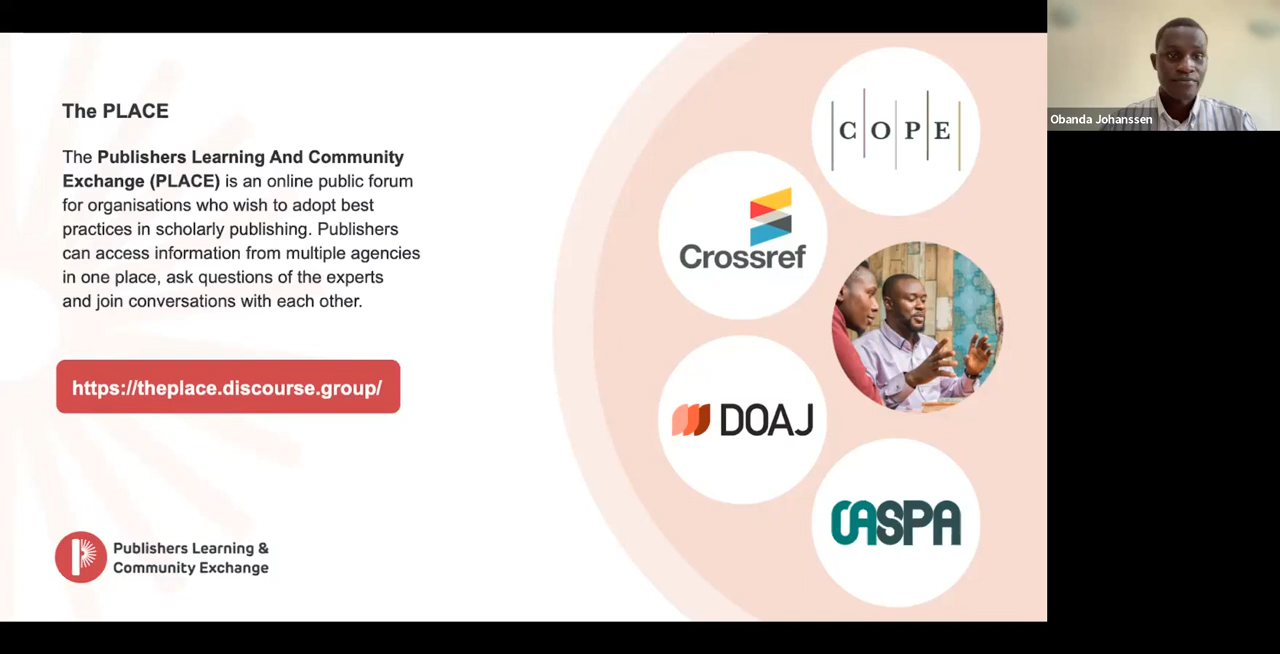 The PLACE
The Publishers Learning And Community
Exchange (PLACE) is an online public forum
for organisations who wish to adopt best
practices in scholarly publishing. Publishers
can access information from multiple agencies
in one place, ask questions of the experts
and join conversations with each other.
https://theplace.discourse.group/
Publishers Learning &
Community Exchange
COPE
Crossref
DOAJ
OASPA
Obanda Johanssen